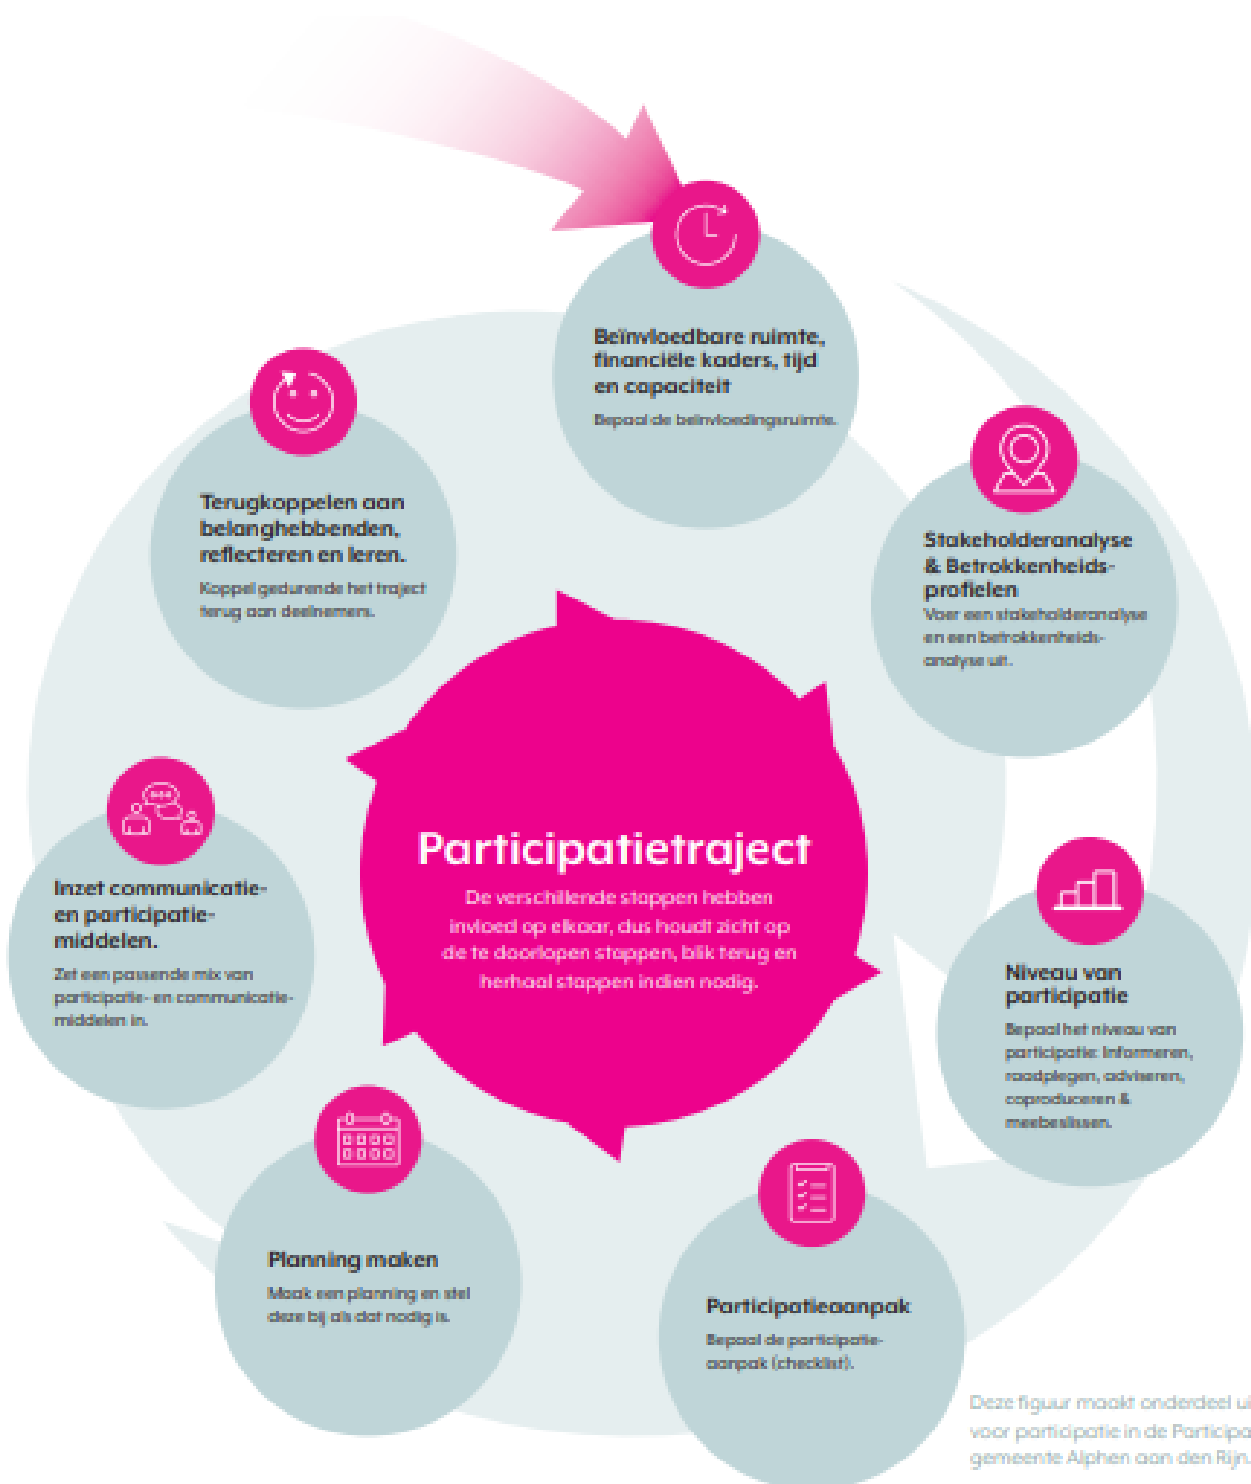 Beïnvloedbare ruimte,
financiële kaders, tijd
en capaciteit
Bepaal de beïnvloedingsruimte.
Stakeholderanalyse
& Betrokkenheids-
profielen
Voer een stakeholderanalyse
en een betrokkenheids-
analyse uit.
Niveau van
participatie
Bepaal het niveau van
participatie: Informeren,
raadplegen, adviseren,
coproduceren &
meebeslissen.
Participatieaanpak
Bepaal de participatie-
aanpak (checklist).
Planning maken
Maak een planning en stel
deze bij als dat nodig is.
Inzet communicatie-
en participatie-
middelen.
Zet een passende mix van
participatie- en communicatie-
middelen in.
Terugkoppelen aan
belanghebbenden,
reflecteren en leren.
Koppel gedurende het traject
terug aan deelnemers.
Participatietraject
De verschillende stappen hebben
invloed op elkaar, dus houdt zicht op
de te doorlopen stappen, blik terug en
herhaal stappen indien nodig.
Deze figuur maakt onderdeel
voor participatie in de
gemeente Alphen aan den Rijn.